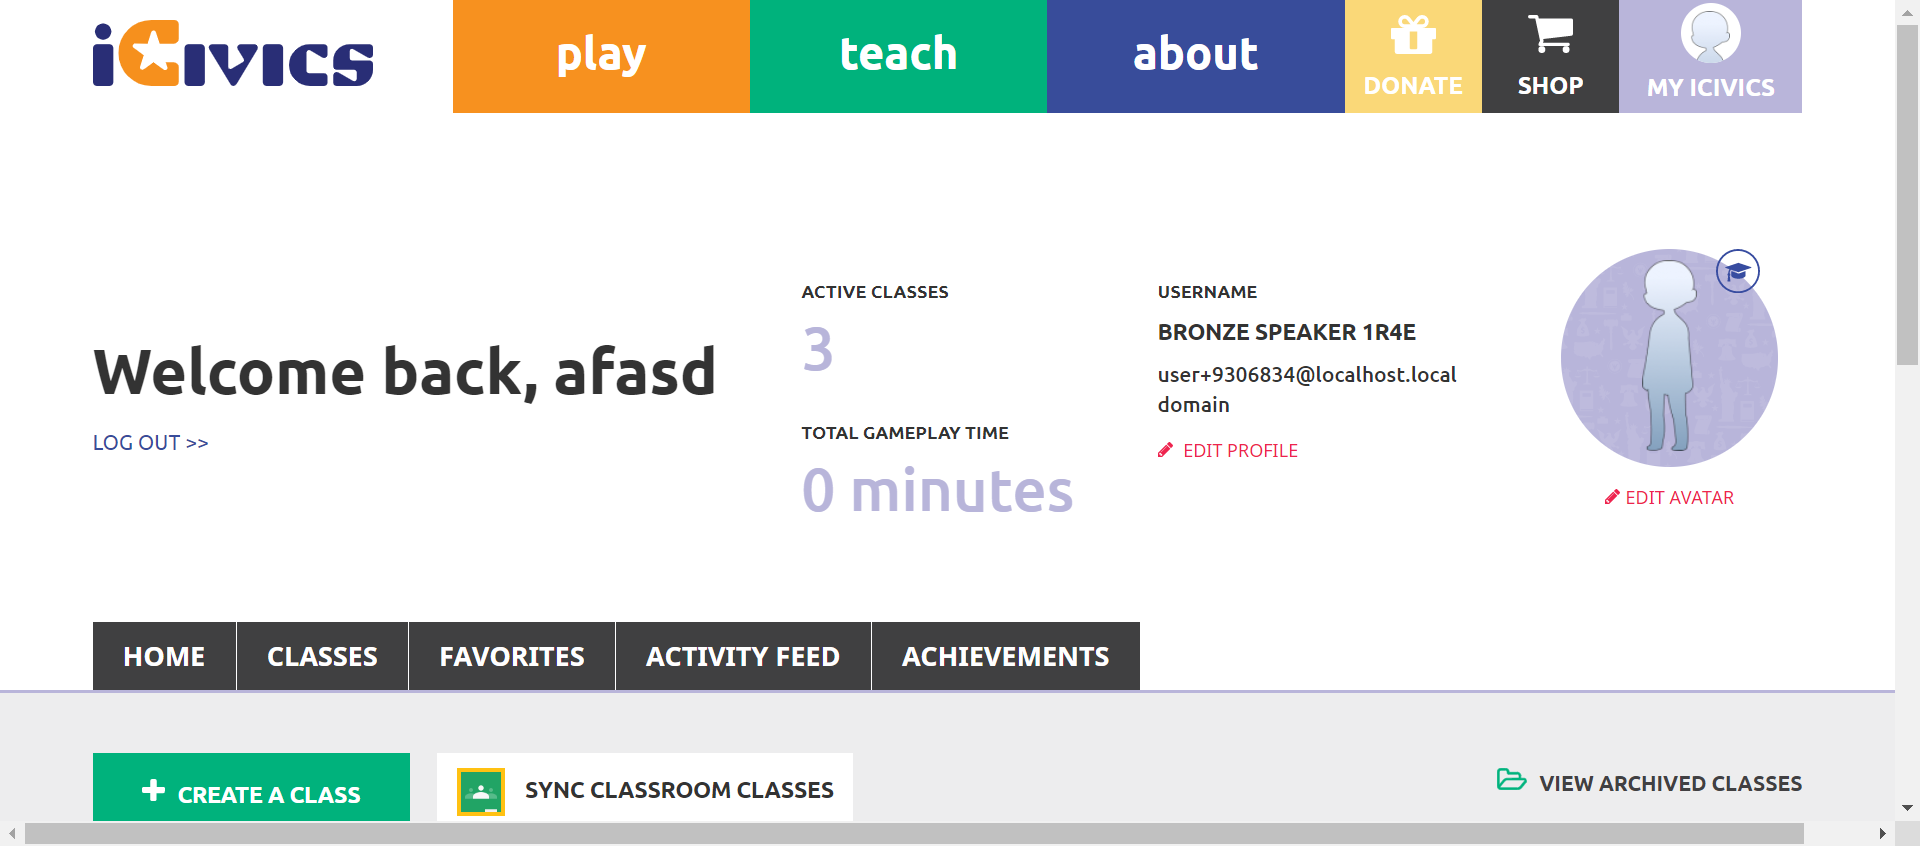 iCivics
play
teach
about
DONATE
SHOP
MY ICIVICS
Welcome back, afasd
LOG OUT >>
ACTIVE CLASSES
3
TOTAL GAMEPLAY TIME
0 minutes
USERNAME
BRONZE SPEAKER 1R4E
user+9306834@localhost.local
domain
EDIT PROFILE
EDIT AVATAR
HOME
CLASSES
FAVORITES
ACTIVITY FEED
ACHIEVEMENTS
CREATE A CLASS
SYNC CLASSROOM CLASSES
VIEW ARCHIVED CLASSES